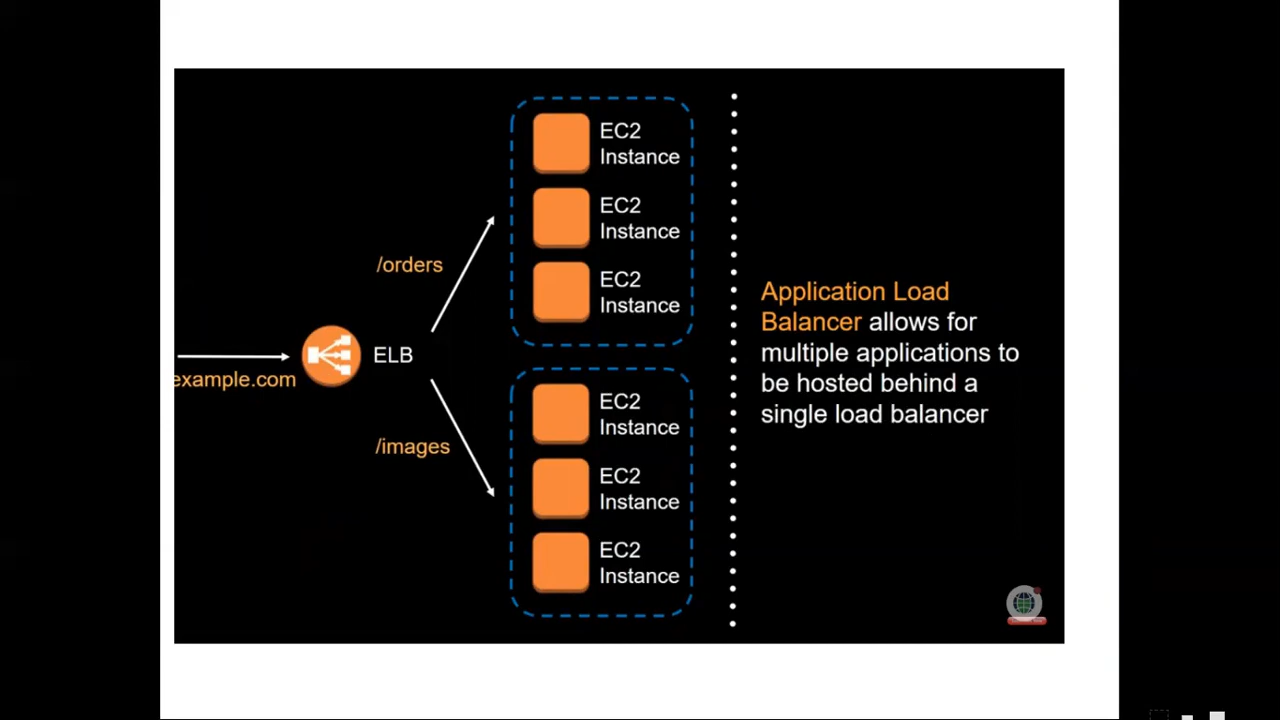 EC2
Instance
EC2
Instance
EC2
Instance
/orders
ELB
example.com
/images
EC2
Instance
EC2
Instance
EC2
Instance
Application Load
Balancer allows for
multiple applications to
be hosted behind a
single load balancer